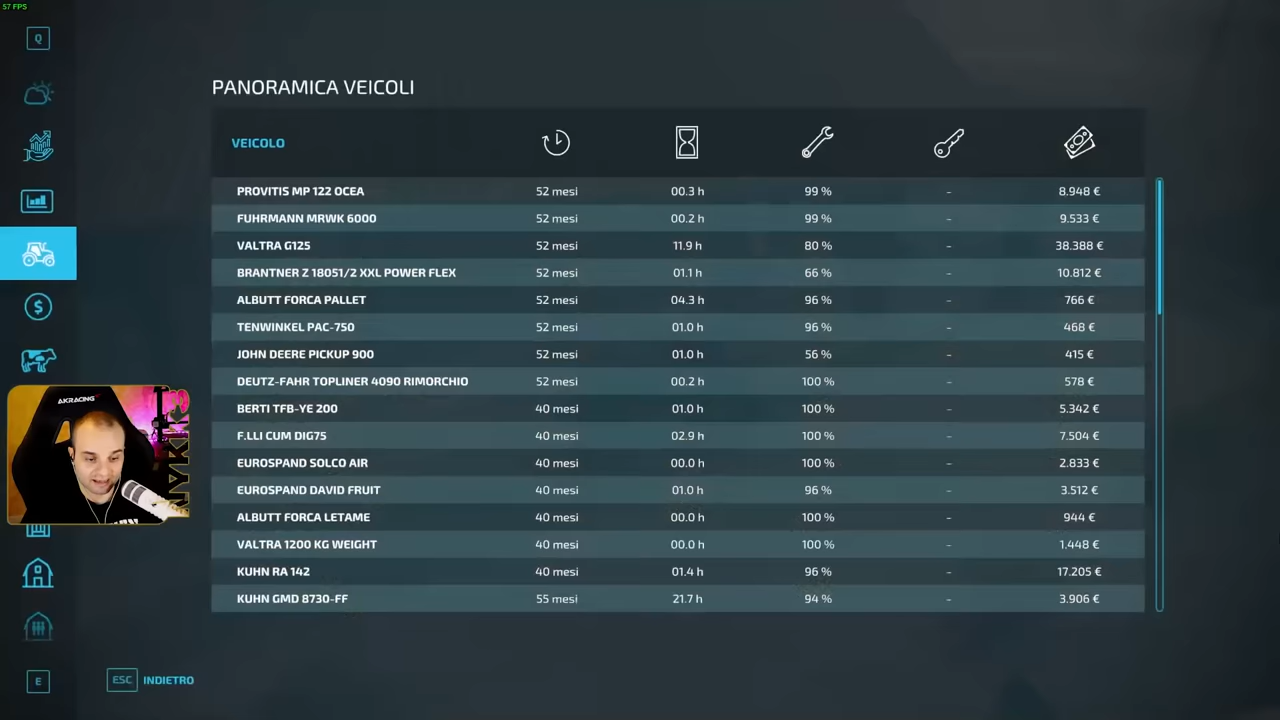 57 FPS
Q
PANORAMICA VEICOLI
VEICOLO
PROVITIS MP 122 OCEA 52 mesi 00.3 h 99 % - 8.948 €
FUHRMANN MRWK 6000 52 mesi 00.2 h 99 % - 9.533 €
VALTRA G125 52 mesi 11.9 h 80 % - 38.388 €
BRANTNER Z 18051/2 XXL POWER FLEX 52 mesi 01.1 h 66 % - 10.812 €
ALBUTT FORCA PALLET 52 mesi 04.3 h 96 % - 766 €
TENWINKEL PAC-750 52 mesi 01.0 h 96 % - 468 €
JOHN DEERE PICKUP 900 52 mesi 01.0 h 56 % - 415 €
DEUTZ-FAHR TOPLINER 4090 RIMORCHIO 52 mesi 00.2 h 100 % - 578 €
BERTI TFB-YE 200 40 mesi 01.0 h 100 % - 5.342 €
F.LLI CUM DIG75 40 mesi 02.9 h 100 % - 7.504 €
EUROSPAND SOLCO AIR 40 mesi 00.0 h 100 % - 2.833 €
EUROSPAND DAVID FRUIT 40 mesi 01.0 h 96 % - 3.512 €
ALBUTT FORCA LETAME 40 mesi 00.0 h 100 % - 944 €
VALTRA 1200 KG WEIGHT 40 mesi 00.0 h 100 % - 1.448 €
KUHN RA 142 40 mesi 01.4 h 96 % - 17.205 €
KUHN GMD 8730-FF 55 mesi 21.7 h 94 % - 3.906 €
AKRACING
E
ESC INDIETRO